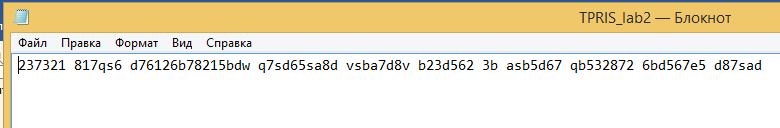 TPRIS_lab2 — Блокнот
Файл Правка Формат Вид Справка
237321 817qs6 d76126b78215bdw q7sd65sa8d vsba7d8v b23d562 3b asb5d67 qb532872 6bd567e5 d87sad